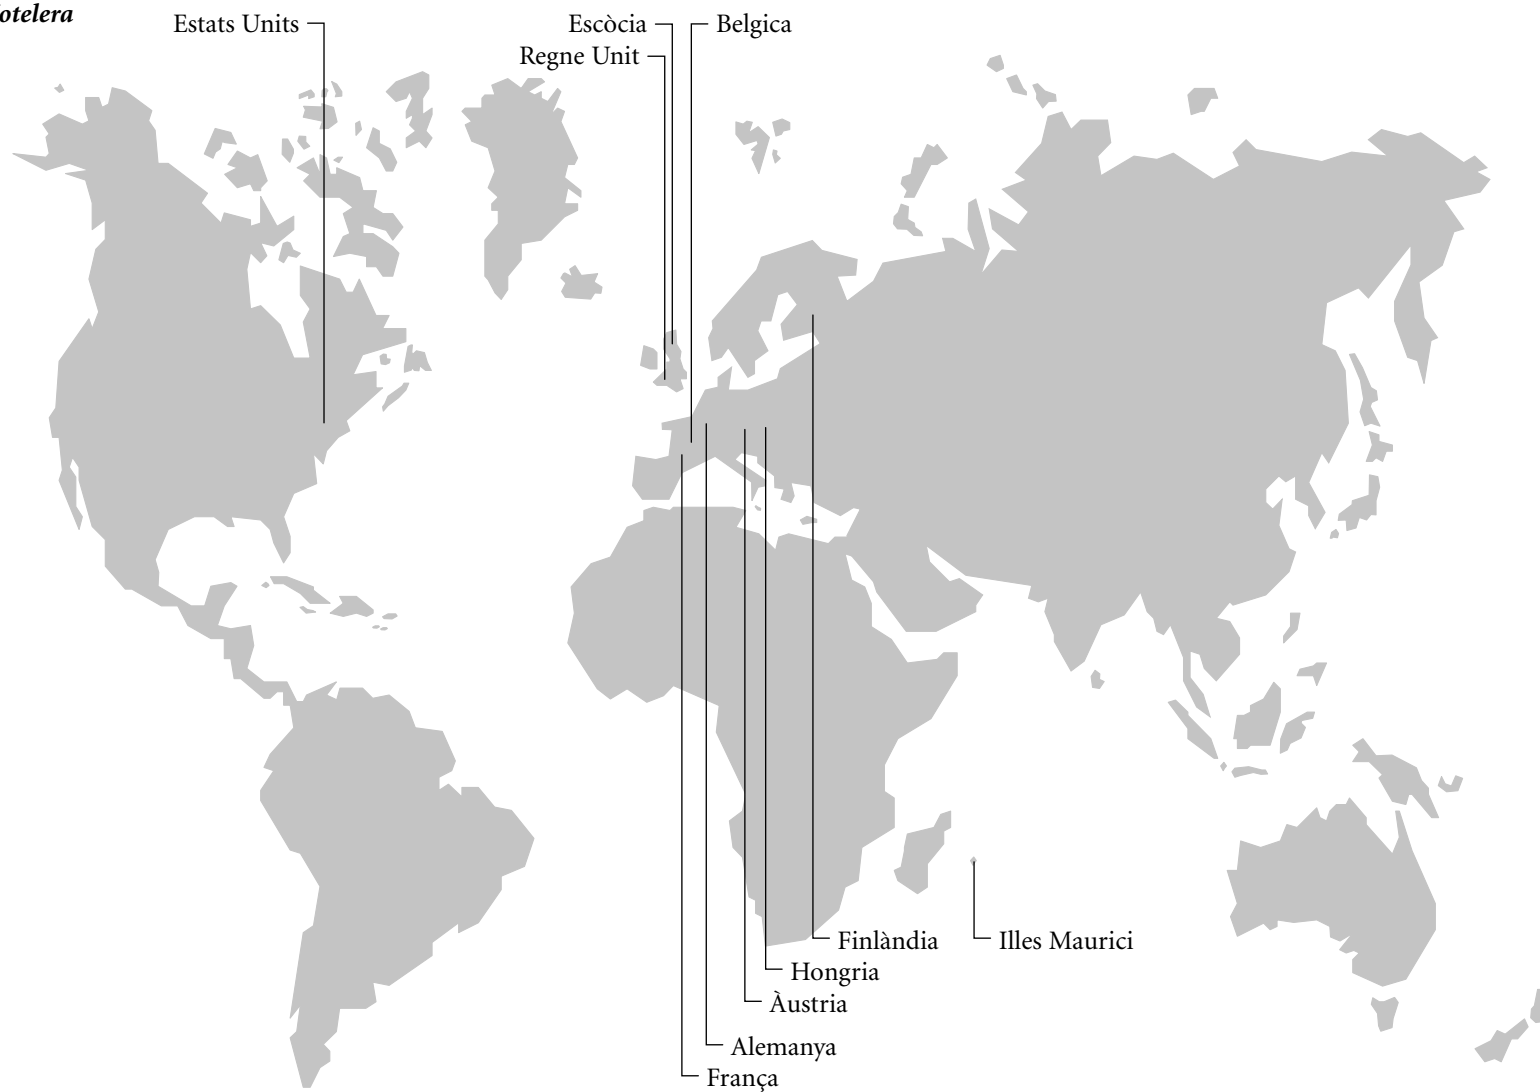 otelera
Estats Units
Escòcia
Belgica
Regne Unit
Finlàndia
Illes Maurici
Hongria
Àustria
Alemanya
França